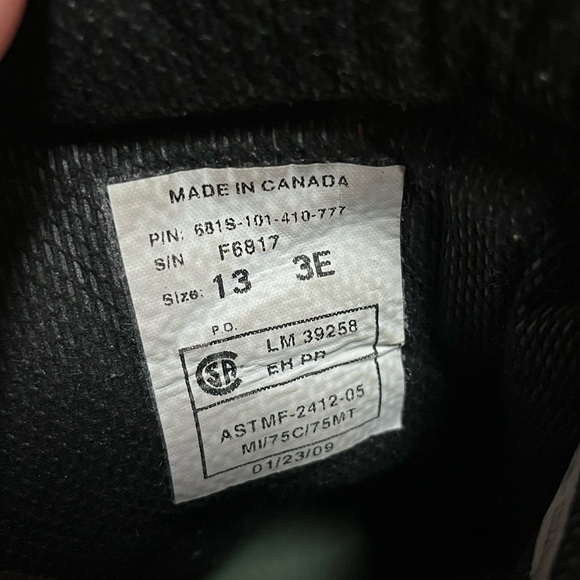 MADE IN CANADA
P/N: 681S-101-410-777
S/N F6817
Size: 13 3E
P.O.
CSA LM 39258
EH PR
ASTMF-2412-05
MI/75C/75MT
01/23/09